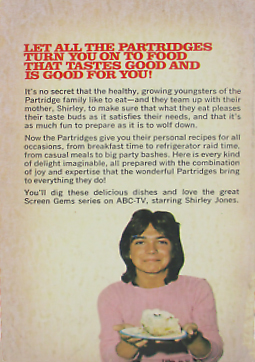 LET ALL THE PARTRIDGES
TURN YOU ON TO FOOD
THAT TASTES GOOD AND
IS GOOD FOR YOU!
It's no secret that the healthy, growing youngsters of the
Partridge family like to eat—and they team up with their
mother, Shirley, to make sure that what they eat pleases
their taste buds as it satisfies their needs, and that it's
as much fun to prepare as it is to wolf down.
Now the Partridges give you their personal recipes for all
occasions, from breakfast time to refrigerator raid time,
from casual meals to big party bashes. Here is every kind
of delight imaginable, all prepared with the combination
of joy and expertise that the wonderful Partridges bring
to everything they do!
You'll dig these delicious dishes and love the great
Screen Gems series on ABC-TV, starring Shirley Jones.